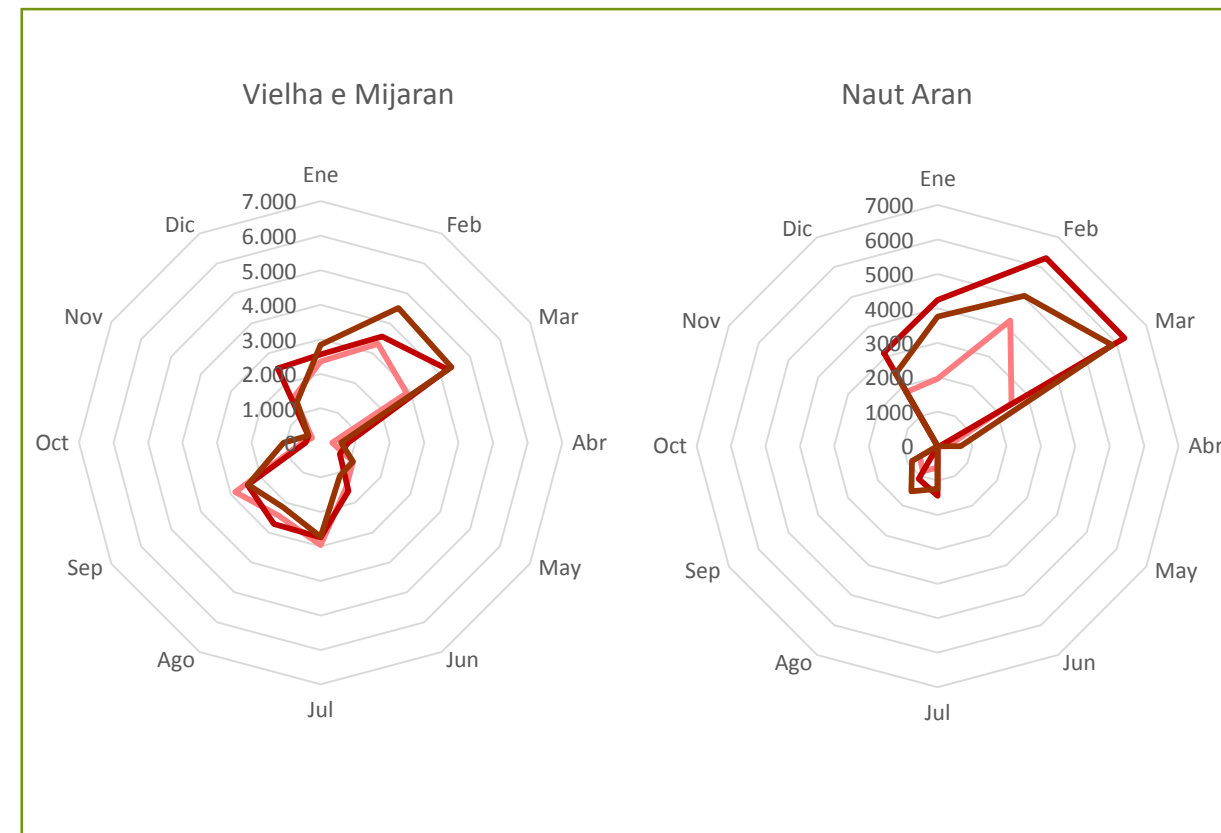 Vielha e Mijaran
Ene
Feb
Mar
Abr
May
Jun
Jul
Ago
Sep
Oct
Nov
Dic
7.000
6.000
5.000
4.000
3.000
2.000
1.000
0
Naut Aran
Ene
Feb
Mar
Abr
May
Jun
Jul
Ago
Sep
Oct
Nov
Dic
7000
6000
5000
4000
3000
2000
1000
0